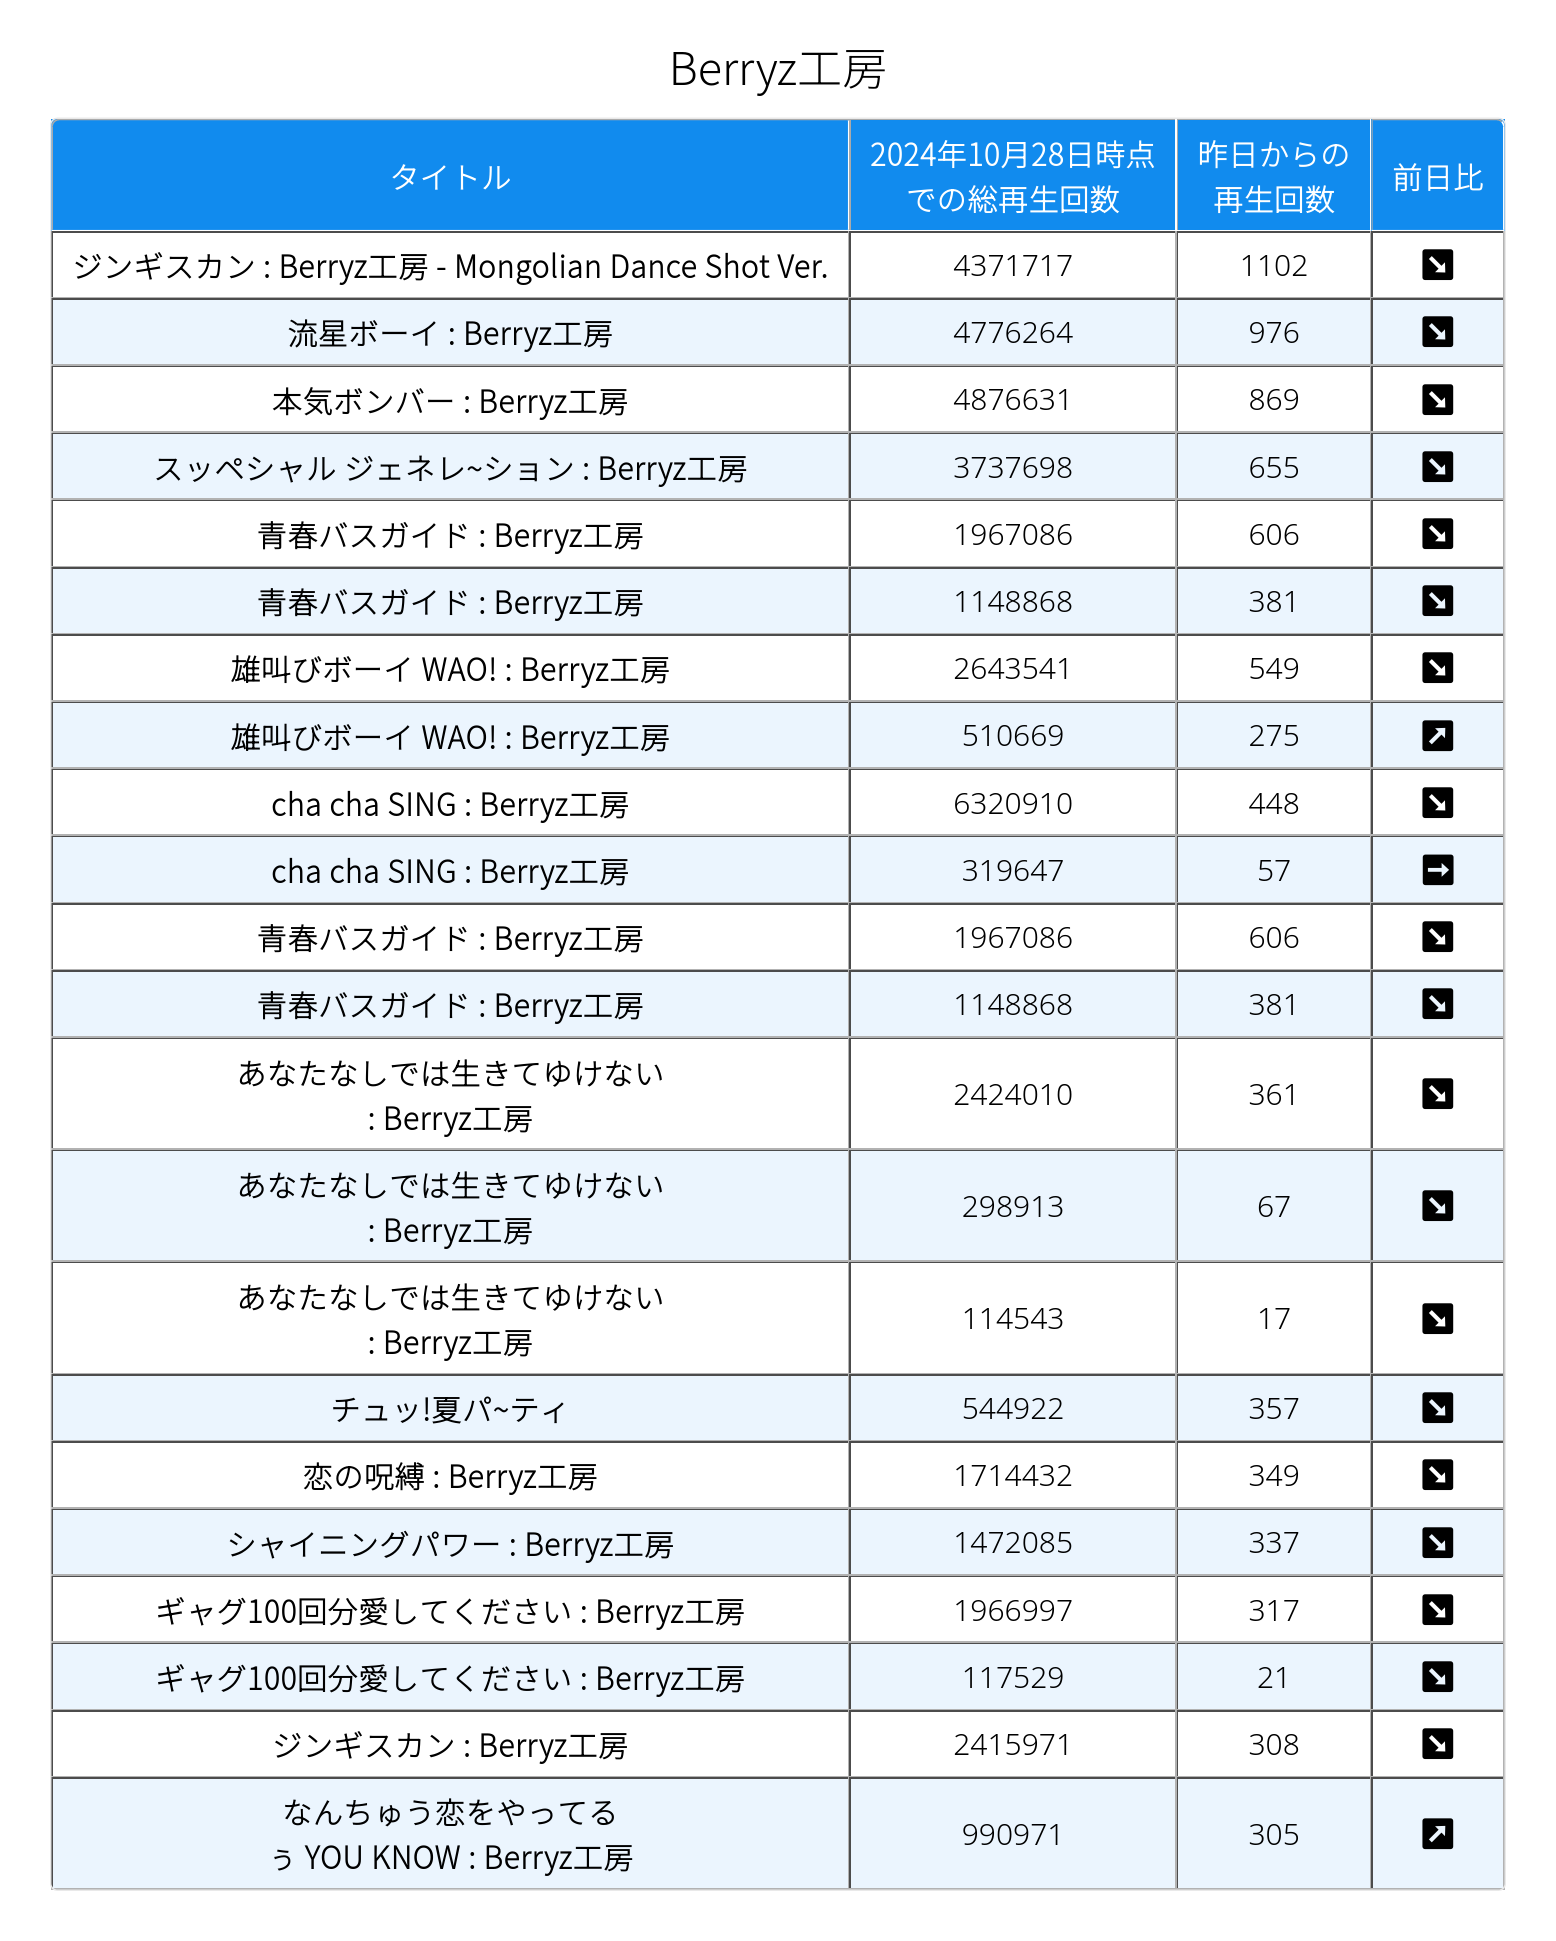 Berryz工房
タイトル 2024年10月28日時点 昨日からの 前日比
での総再生回数 再生回数
ジンギスカン : Berryz工房 - Mongolian Dance Shot Ver. 4371717 1102 ↘
流星ボーイ : Berryz工房 4776264 976 ↘
本気ボンバー : Berryz工房 4876631 869 ↘
スッペシャル ジェネレ~ション : Berryz工房 3737698 655 ↘
青春バスガイド : Berryz工房 1967086 606 ↘
青春バスガイド : Berryz工房 1148868 381 ↘
雄叫びボーイ WAO! : Berryz工房 2643541 549 ↘
雄叫びボーイ WAO! : Berryz工房 510669 275 ↗
cha cha SING : Berryz工房 6320910 448 ↘
cha cha SING : Berryz工房 319647 57 →
青春バスガイド : Berryz工房 1967086 606 ↘
青春バスガイド : Berryz工房 1148868 381 ↘
あなたなしでは生きてゆけない
: Berryz工房 2424010 361 ↘
あなたなしでは生きてゆけない
: Berryz工房 298913 67 ↘
あなたなしでは生きてゆけない
: Berryz工房 114543 17 ↘
チュッ!夏パ~ティ 544922 357 ↘
恋の呪縛 : Berryz工房 1714432 349 ↘
シャイニングパワー : Berryz工房 1472085 337 ↘
ギャグ100回分愛してください : Berryz工房 1966997 317 ↘
ギャグ100回分愛してください : Berryz工房 117529 21 ↘
ジンギスカン : Berryz工房 2415971 308 ↘
なんちゅう恋をやってる
ぅ YOU KNOW : Berryz工房 990971 305 ↗